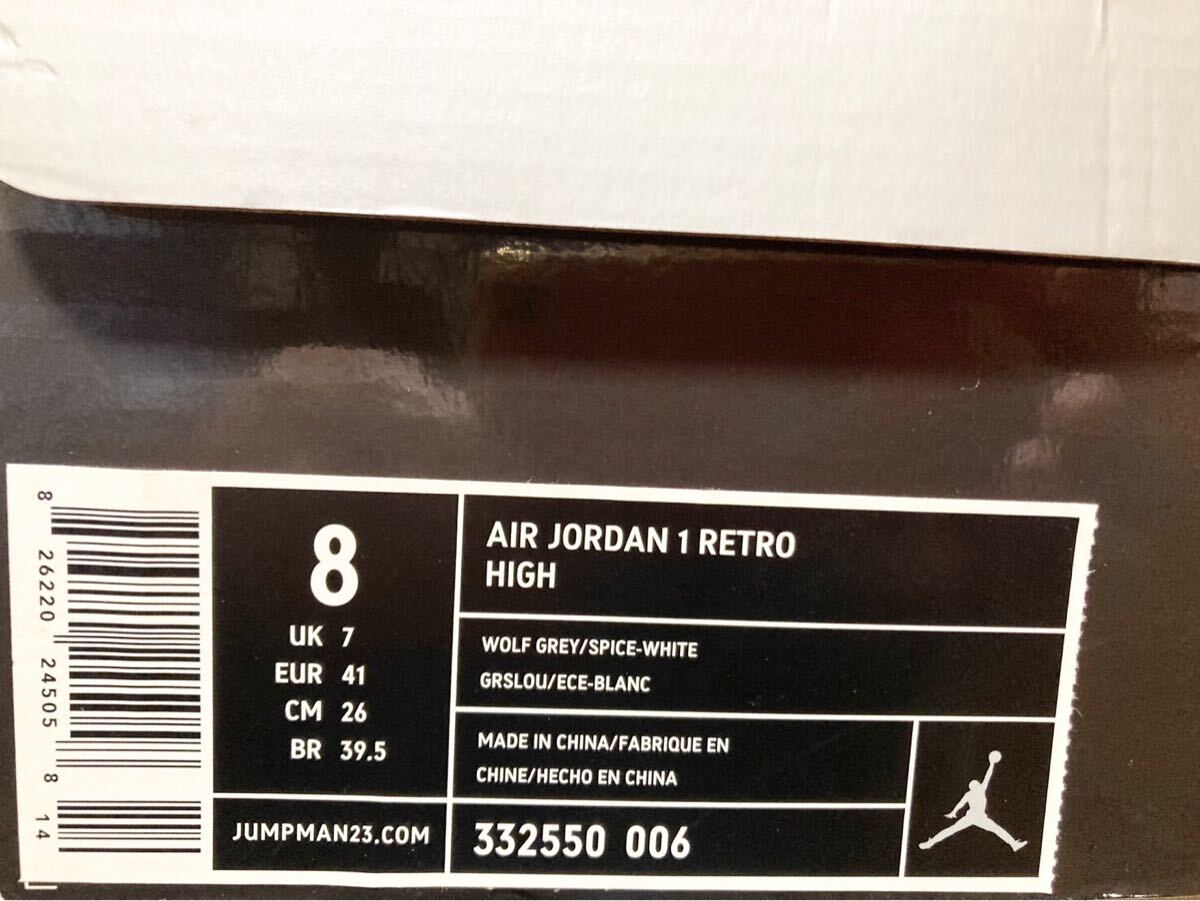 8 26220 24505 8 14
8
UK 7
EUR 41
CM 26
BR 39.5
JUMPMAN23.COM
AIR JORDAN 1 RETRO
HIGH
WOLF GREY/SPICE-WHITE
GRSLOU/ECE-BLANC
MADE IN CHINA/FABRIQUE EN
CHINE/HECHO EN CHINA
332550 006